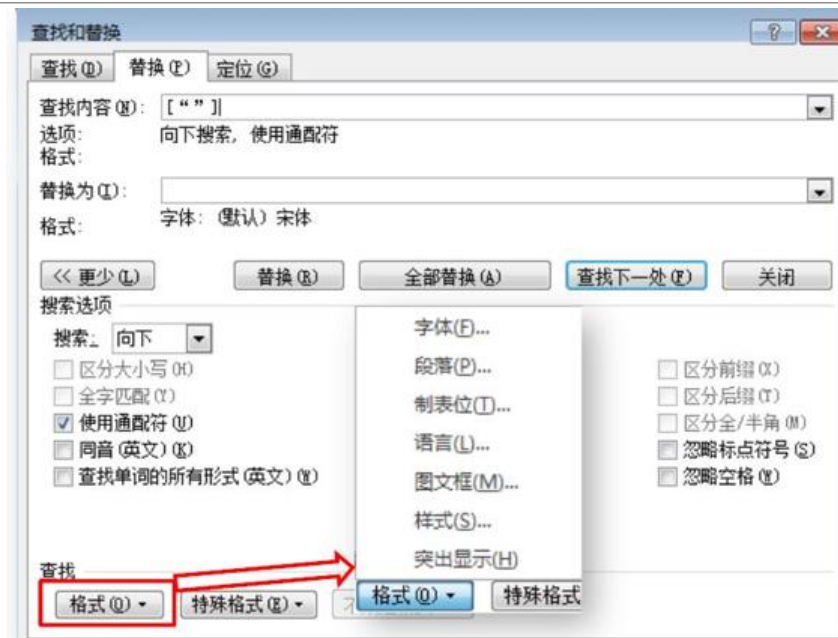 查找和替换
查找(D) 替换(P) 定位(G)
查找内容(N): [“”]
选项: 向下搜索, 使用通配符
格式:
替换为(I):
格式: 字体: (默认) 宋体
<< 更少(L) 替换(R) 全部替换(A) 查找下一处(F) 关闭
搜索选项
搜索: 向下
区分大小写(H)
全字匹配(Y)
使用通配符(U)
同音(英文)(K)
查找单词的所有形式(英文)(W)
字体(F)...
段落(P)...
制表位(T)...
语言(L)...
图文框(M)...
样式(S)...
突出显示(H)
区分前缀(X)
区分后缀(T)
区分全/半角(M)
忽略标点符号(S)
忽略空格(W)
查找
格式(O) 特殊格式(E) 格式(O) 特殊格式